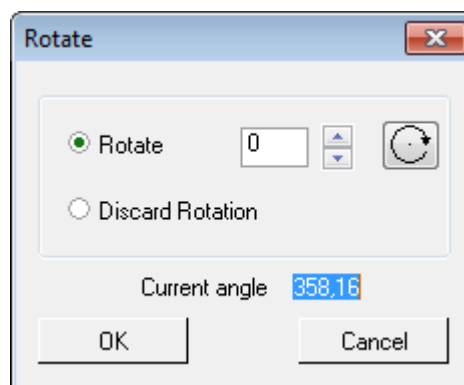 Rotate
Rotate 0
Discard Rotation
Current angle 358,16
OK Cancel